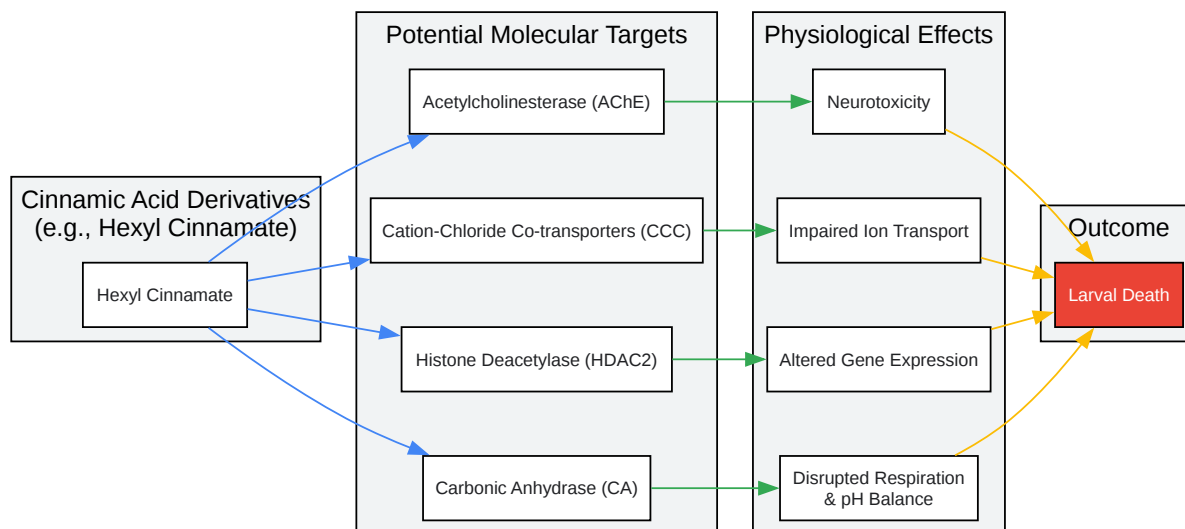 Cinnamic Acid Derivatives
(e.g., Hexyl Cinnamate)
Hexyl Cinnamate
Potential Molecular Targets
Acetylcholinesterase (AChE)
Cation-Chloride Co-transporters (CCC)
Histone Deacetylase (HDAC2)
Carbonic Anhydrase (CA)
Physiological Effects
Neurotoxicity
Impaired Ion Transport
Altered Gene Expression
Disrupted Respiration
& pH Balance
Outcome
Larval Death